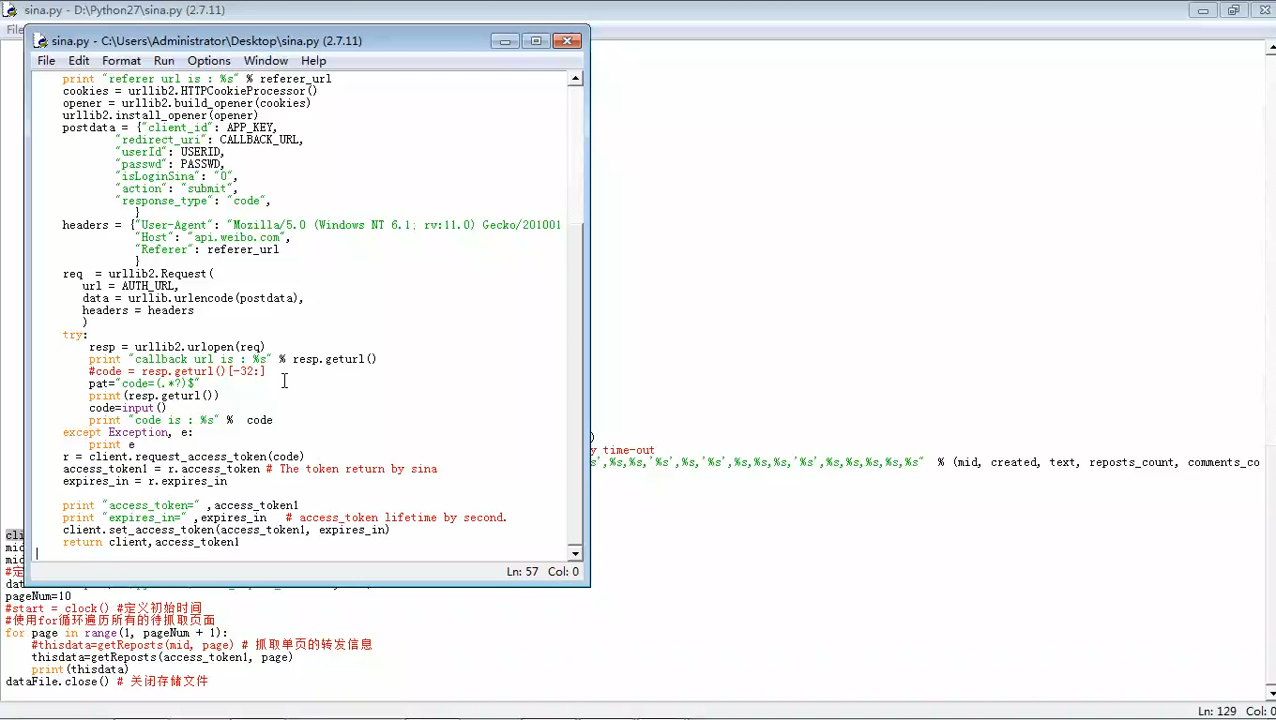 sina.py - D:\Python27\sina.py (2.7.11)
File
sina.py - C:\Users\Administrator\Desktop\sina.py (2.7.11)
File Edit Format Run Options Window Help
print "referer url is : %s" % referer_url
cookies = urllib2.HTTPCookieProcessor()
opener = urllib2.build_opener(cookies)
urllib2.install_opener(opener)
postdata = {"client_id": APP_KEY,
"redirect_uri": CALLBACK_URL,
"userId": USERID,
"passwd": PASSWD,
"isLoginSina": "0",
"action": "submit",
"response_type": "code",
}
headers = {"User-Agent": "Mozilla/5.0 (Windows NT 6.1; rv:11.0) Gecko/201001
"Host": "api.weibo.com",
"Referer": referer_url
}
req = urllib2.Request(
url = AUTH_URL,
data = urllib.urlencode(postdata),
headers = headers
)
try:
resp = urllib2.urlopen(req)
print "callback url is : %s" % resp.geturl()
#code = resp.geturl()[-32:]
pat="code=(.*?)$"
print(resp.geturl())
code=input()
print "code is : %s" % code
except Exception, e:
print e
r = client.request_access_token(code)
access_token1 = r.access_token # The token return by sina
expires_in = r.expires_in
print "access_token=" ,access_token1
print "expires_in=" ,expires_in # access_token lifetime by second.
client.set_access_token(access_token1, expires_in)
return client,access_token1
Ln: 57 Col: 0
)
y time-out
s',%s,%s,'%s',%s,'%s',%s,%s,%s,'%s',%s,%s,%s,%s,%s" % (mid, created, text, reposts_count, comments_co
cli
mid
mid
#定
da
pageNum=10
#start = clock() #定义初始时间
#使用for循环遍历所有的待抓取页面
for page in range(1, pageNum + 1):
#thisdata=getReposts(mid, page) # 抓取单页的转发信息
thisdata=getReposts(access_token1, page)
print(thisdata)
dataFile.close() # 关闭存储文件
Ln: 129 Col: 0